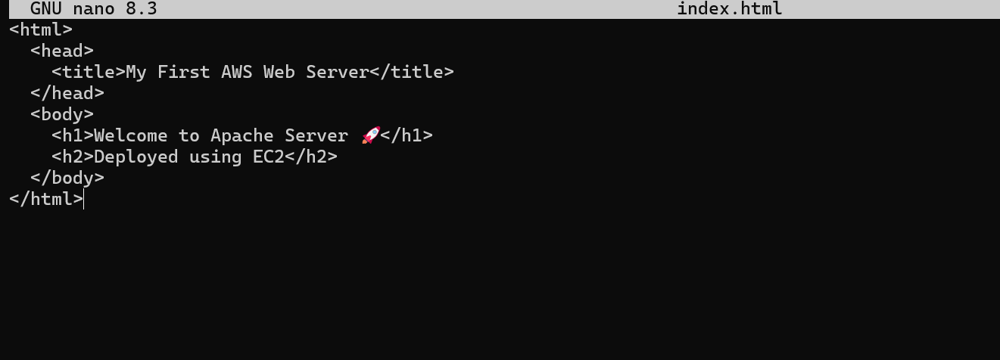 GNU nano 8.3 index.html
<html>
  <head>
    <title>My First AWS Web Server</title>
  </head>
  <body>
    <h1>Welcome to Apache Server 🚀</h1>
    <h2>Deployed using EC2</h2>
  </body>
</html>